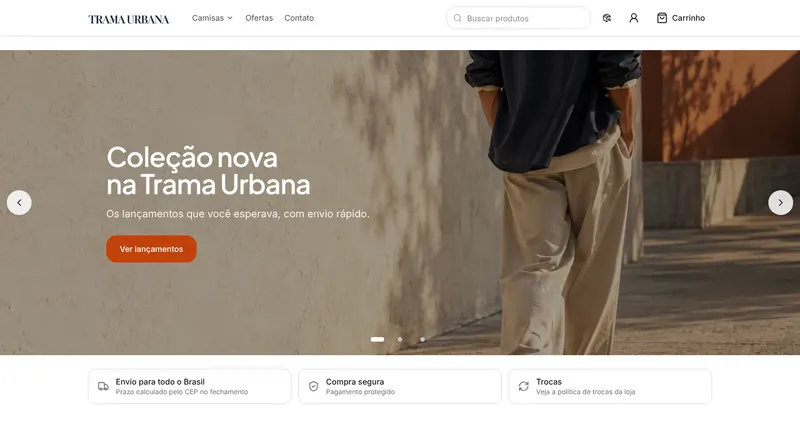 TRAMA URBANA
Camisas
Ofertas
Contato
Buscar produtos
Carrinho
Coleção nova
na Trama Urbana
Os lançamentos que você esperava, com envio rápido.
Ver lançamentos
Envio para todo o Brasil
Prazo calculado pelo CEP no fechamento
Compra segura
Pagamento protegido
Trocas
Veja a política de trocas da loja